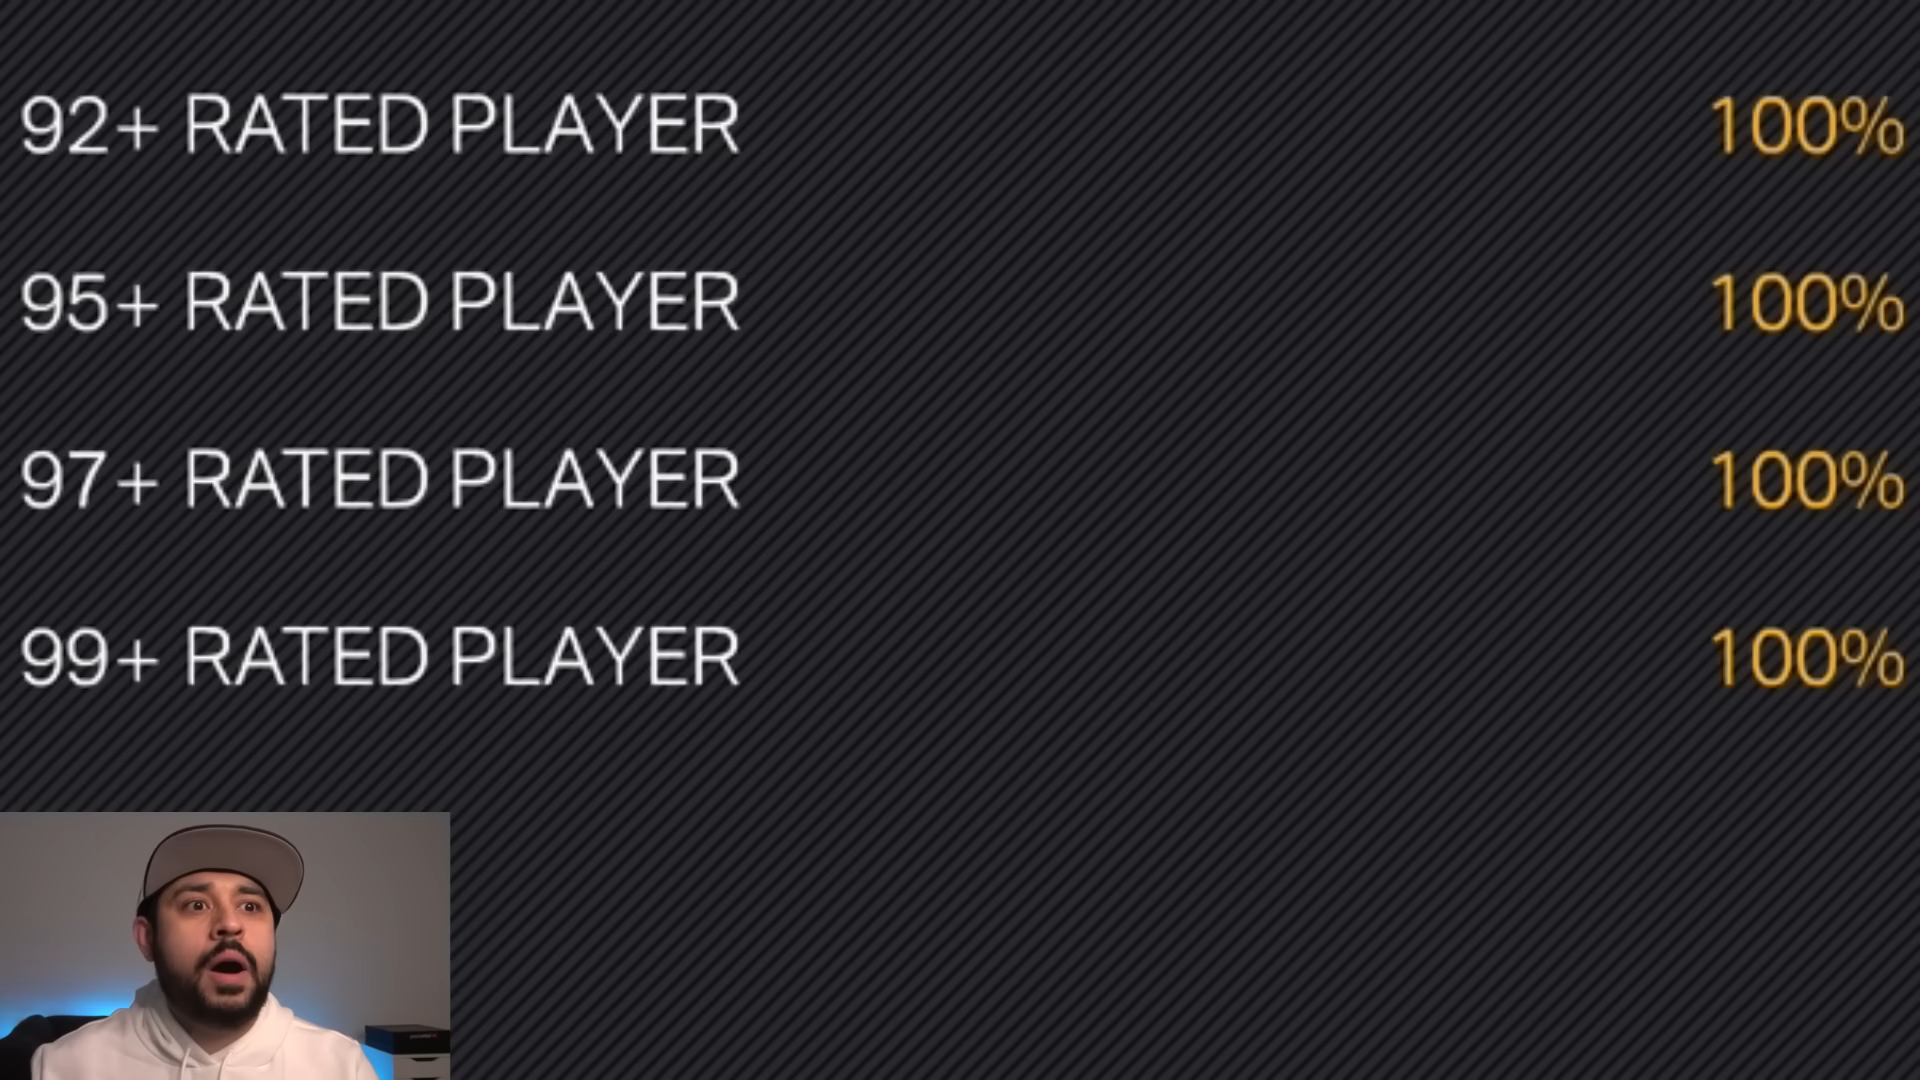 92+ RATED PLAYER 100%
95+ RATED PLAYER 100%
97+ RATED PLAYER 100%
99+ RATED PLAYER 100%